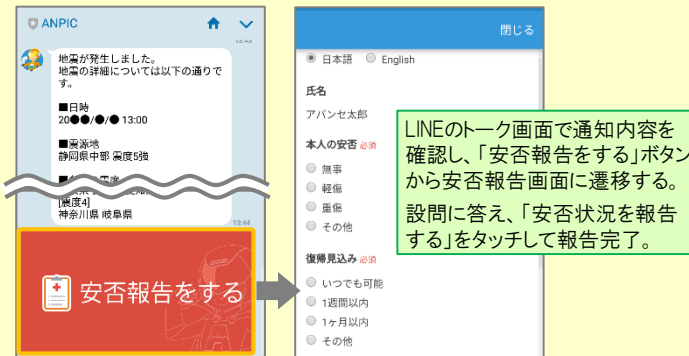 ANPIC
地震が発生しました。
地震の詳細については以下の通りで
す。
■日時
20●●/●/● 13:00
■震源地
静岡県中部 震度5強
[震度4]
神奈川県 岐阜県
13:44
安否報告をする
閉じる
日本語 English
氏名
アバンセ太郎
本人の安否 必須
無事
軽傷
重傷
その他
復帰見込み 必須
いつでも可能
1週間以内
1ヶ月以内
その他
LINEのトーク画面で通知内容を
確認し、「安否報告をする」ボタン
から安否報告画面に遷移する。
設問に答え、「安否状況を報告
する」をタッチして報告完了。